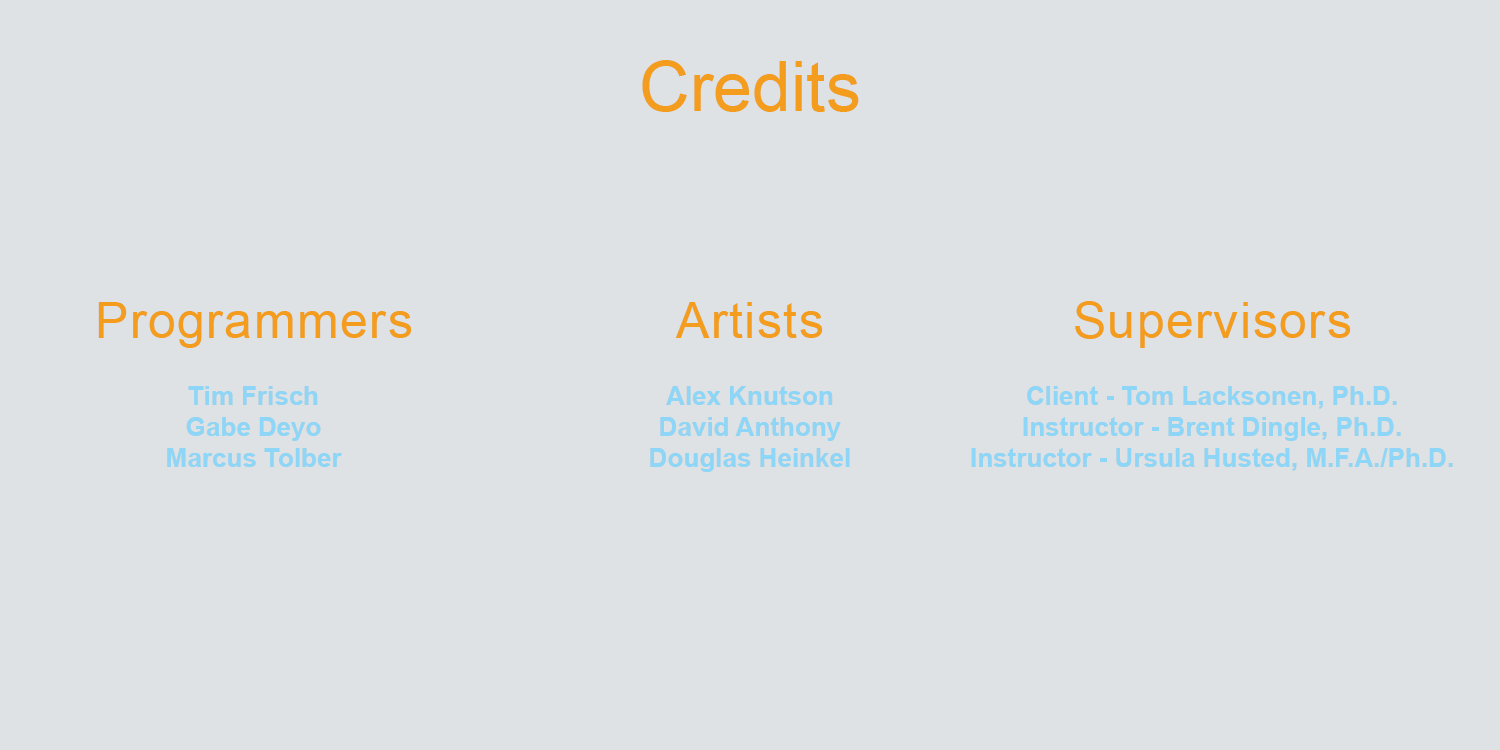 Credits
Programmers
Tim Frisch
Gabe Deyo
Marcus Tolber
Artists
Alex Knutson
David Anthony
Douglas Heinkel
Supervisors
Client - Tom Lacksonen, Ph.D.
Instructor - Brent Dingle, Ph.D.
Instructor - Ursula Husted, M.F.A./Ph.D.